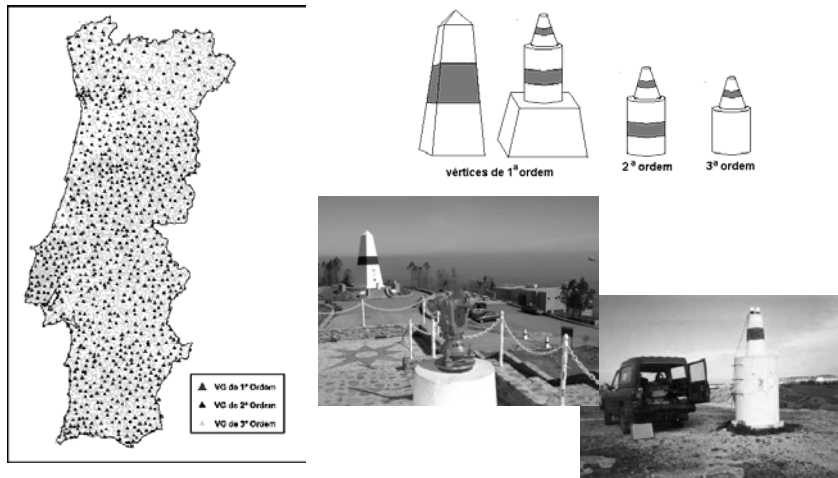 VG de 1ª Ordem
VG de 2ª Ordem
VG de 3ª Ordem
vértices de 1ª ordem
2ª ordem
3ª ordem